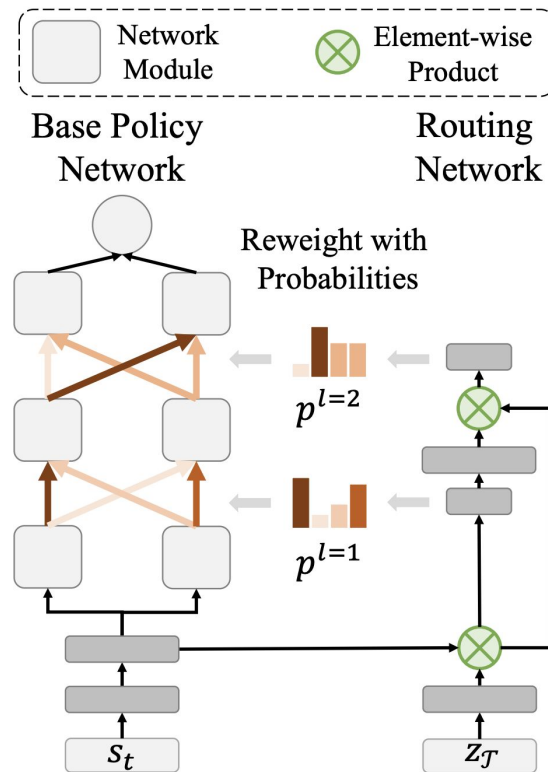 Network
Module
Element-wise
Product
Base Policy
Network
Routing
Network
Reweight with
Probabilities
p^{l=2}
p^{l=1}
s_t
z_𝒯